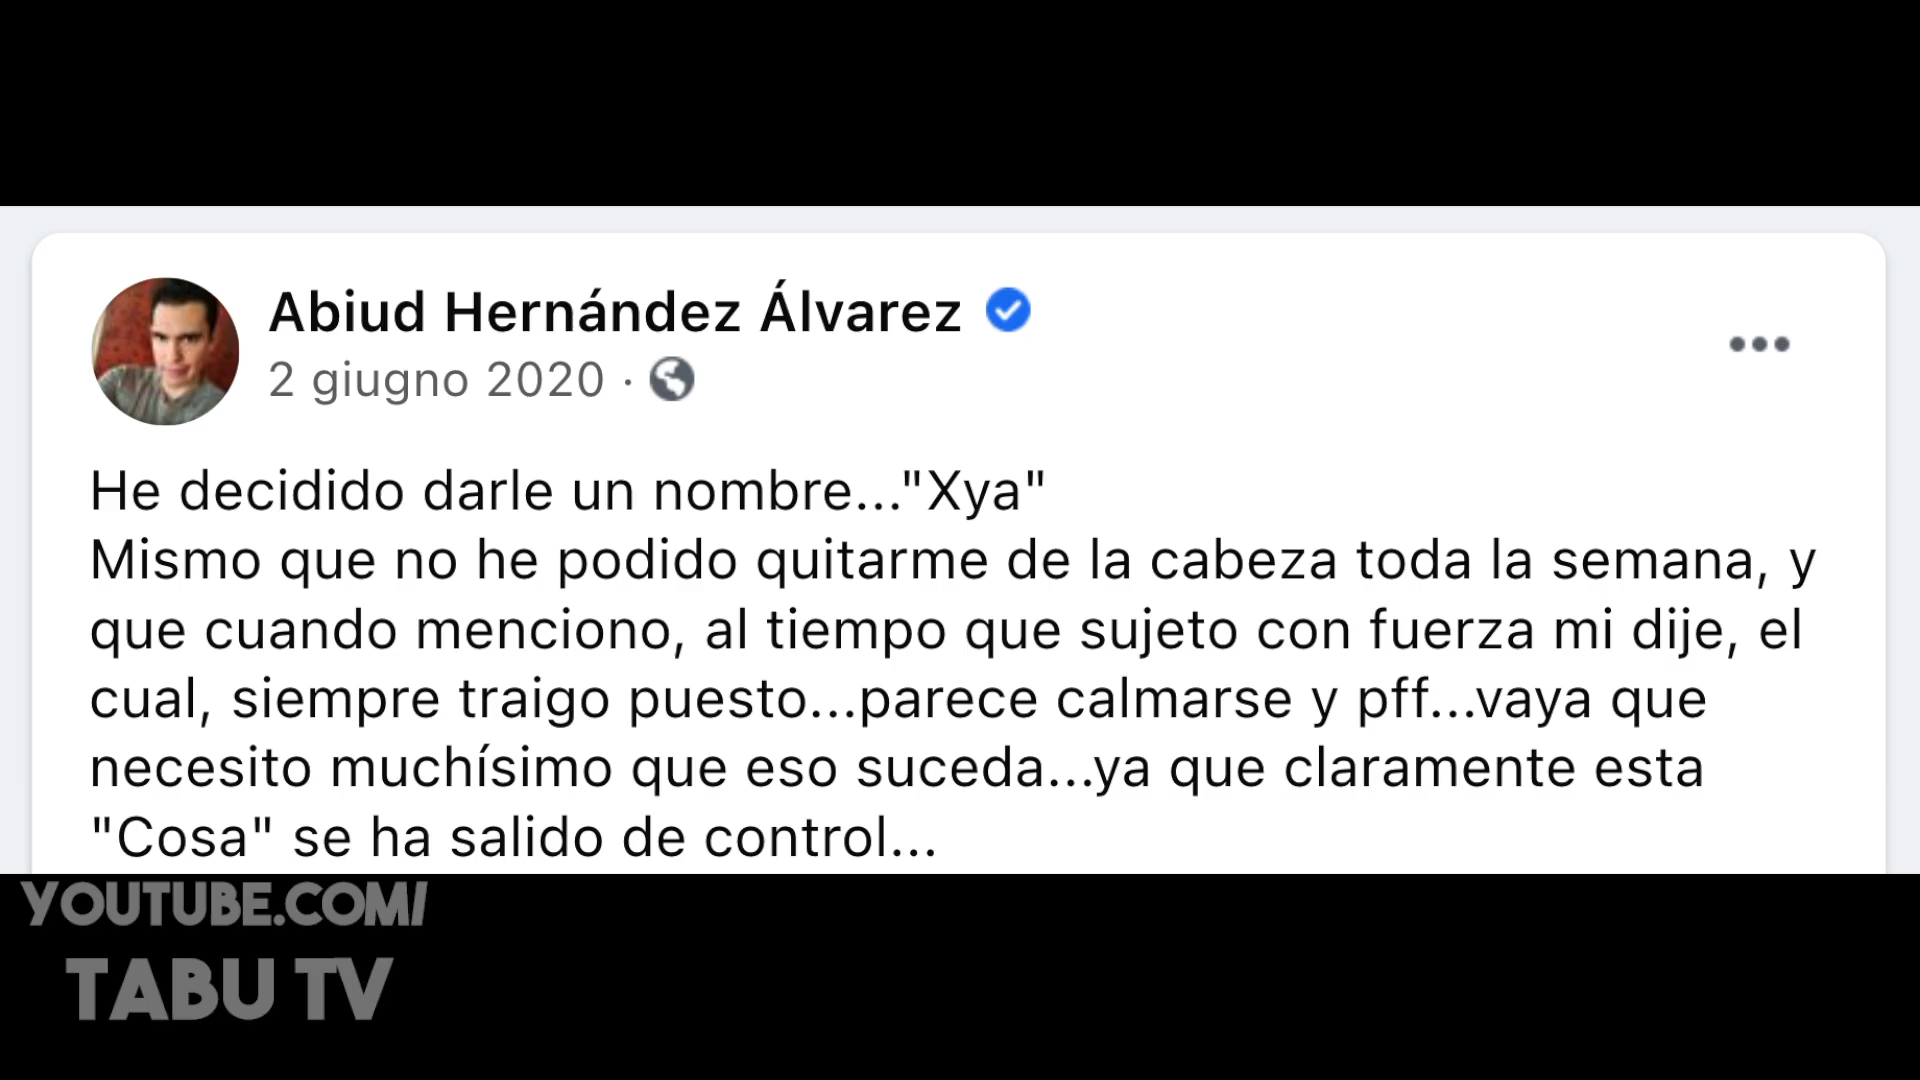 Abiud Hernández Álvarez
2 giugno 2020 ·
He decidido darle un nombre..."Xya"
Mismo que no he podido quitarme de la cabeza toda la semana, y
que cuando menciono, al tiempo que sujeto con fuerza mi dije, el
cual, siempre traigo puesto...parece calmarse y pff...vaya que
necesito muchísimo que eso suceda...ya que claramente esta
"Cosa" se ha salido de control...
YOUTUBE.COM/
TABU TV